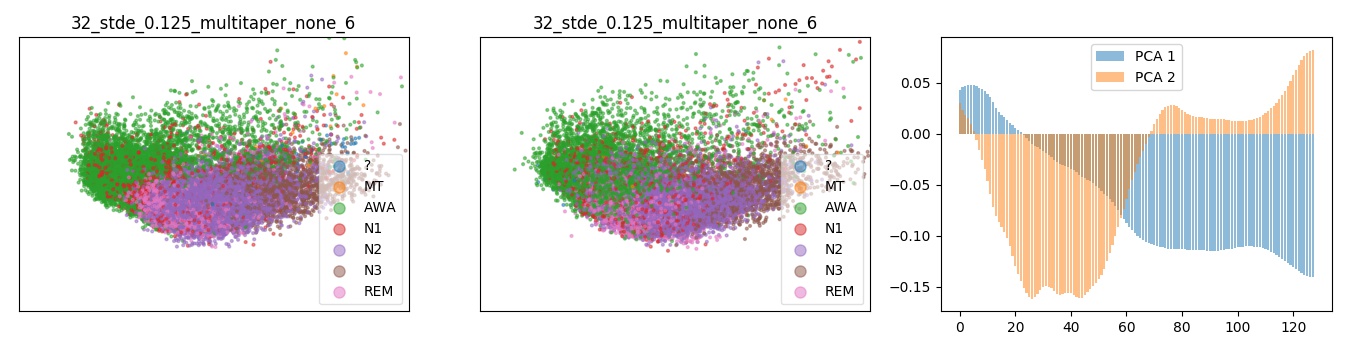 32_stde_0.125_multitaper_none_6
?
MT
AWA
N1
N2
N3
REM
32_stde_0.125_multitaper_none_6
?
MT
AWA
N1
N2
N3
REM
PCA 1
PCA 2
0.05
0.00
−0.05
−0.10
−0.15
0 20 40 60 80 100 120